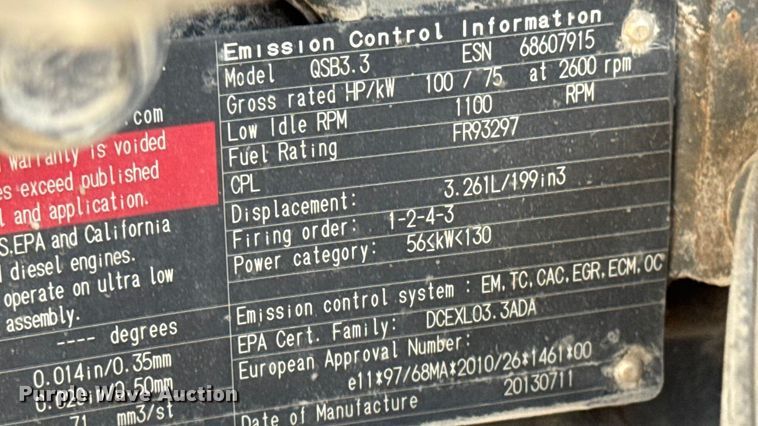 Emission Control Information
Model QSB3.3 ESN 68607915
Gross rated HP/kW 100 / 75 at 2600 rpm
Low Idle RPM 1100 RPM
Fuel Rating FR93297
CPL
Displacement: 3.261L/199in3
Firing order: 1-2-4-3
Power category: 56≤kW<130
Emission control system : EM, TC, CAC, EGR, ECM, OC
EPA Cert. Family: DCEXL03.3ADA
European Approval Number:
e11*97/68MA*2010/26*1461*00
Date of Manufacture 20130711
.com
warranty is voided
es exceed published
l and application.
S.EPA and California
l diesel engines.
operate on ultra low
assembly.
---- degrees
0.014in/0.35mm
0.020in/0.50mm
71 mm3/st
Purple Wave Auction